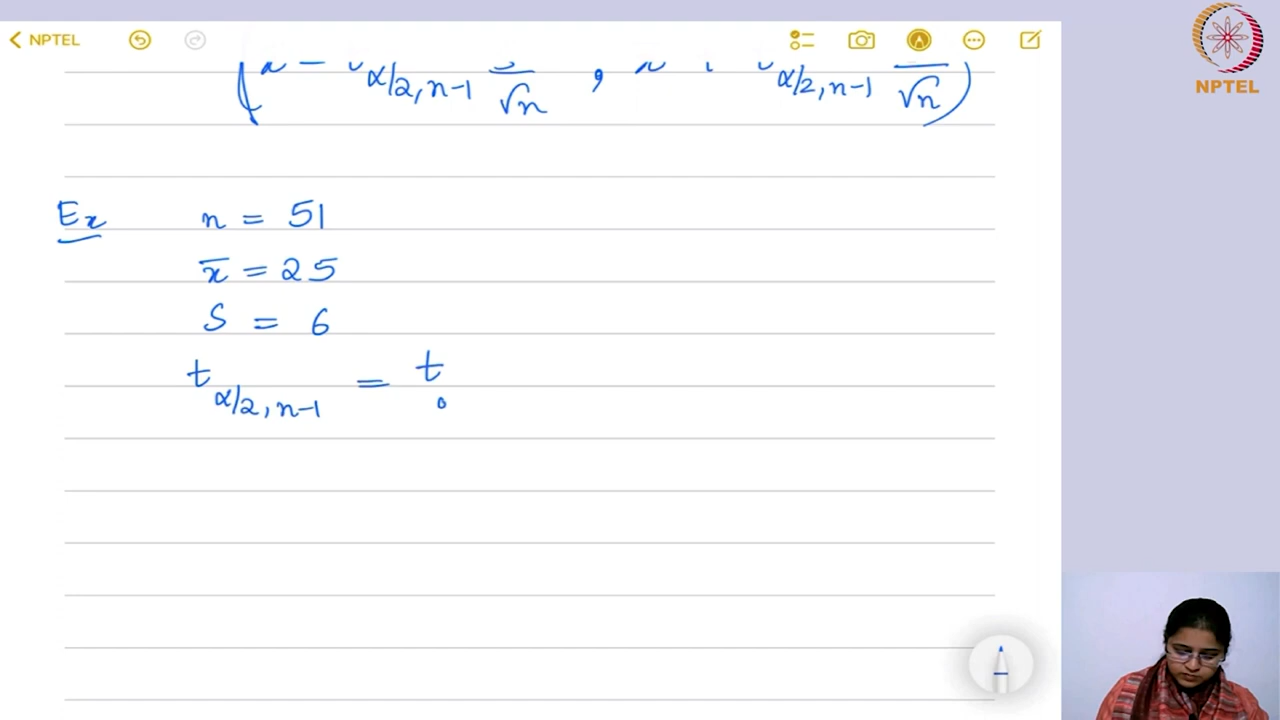 NPTEL
NPTEL
α/2, n-1 √n , α/2, n-1 √n )
Ex n = 51
x̄ = 25
S = 6
t α/2, n-1 = t